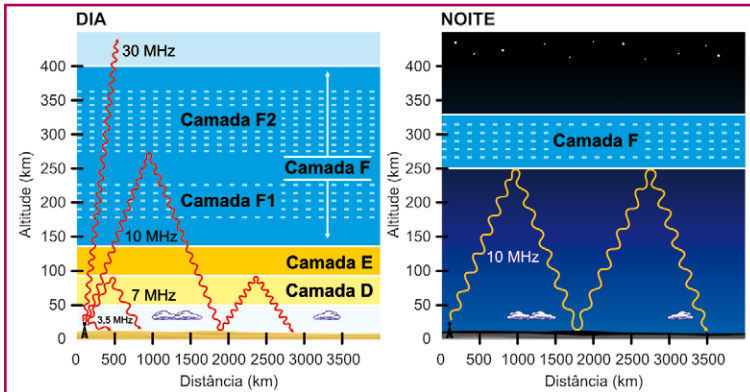 DIA
Altitude (km)
400
350
300
250
200
150
100
50
0
30 MHz
Camada F2
Camada F
Camada F1
10 MHz
Camada E
7 MHz
Camada D
3,5 MHz
0 500 1000 1500 2000 2500 3000 3500
Distância (km)
NOITE
Altitude (km)
400
350
300
250
200
150
100
50
0
Camada F
10 MHz
0 500 1000 1500 2000 2500 3000 3500
Distância (km)